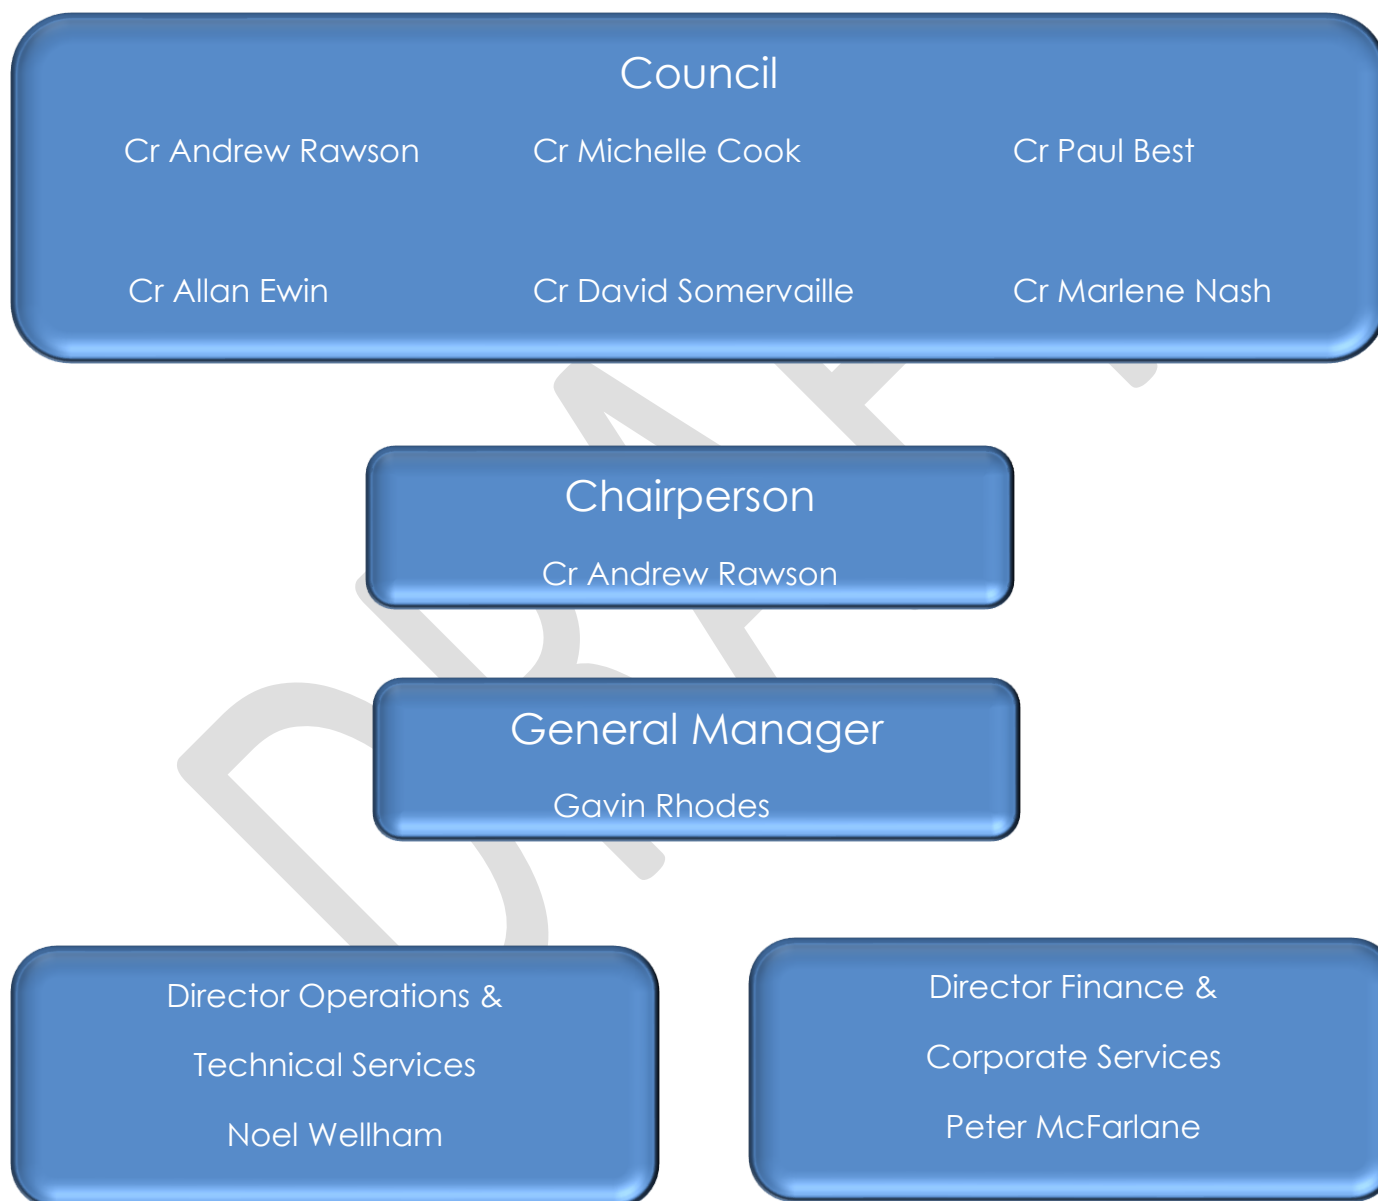 Council
Cr Andrew Rawson Cr Michelle Cook Cr Paul Best
Cr Allan Ewin Cr David Somervaille Cr Marlene Nash
Chairperson
Cr Andrew Rawson
General Manager
Gavin Rhodes
Director Operations &
Technical Services
Noel Wellham
Director Finance &
Corporate Services
Peter McFarlane
DRAFT